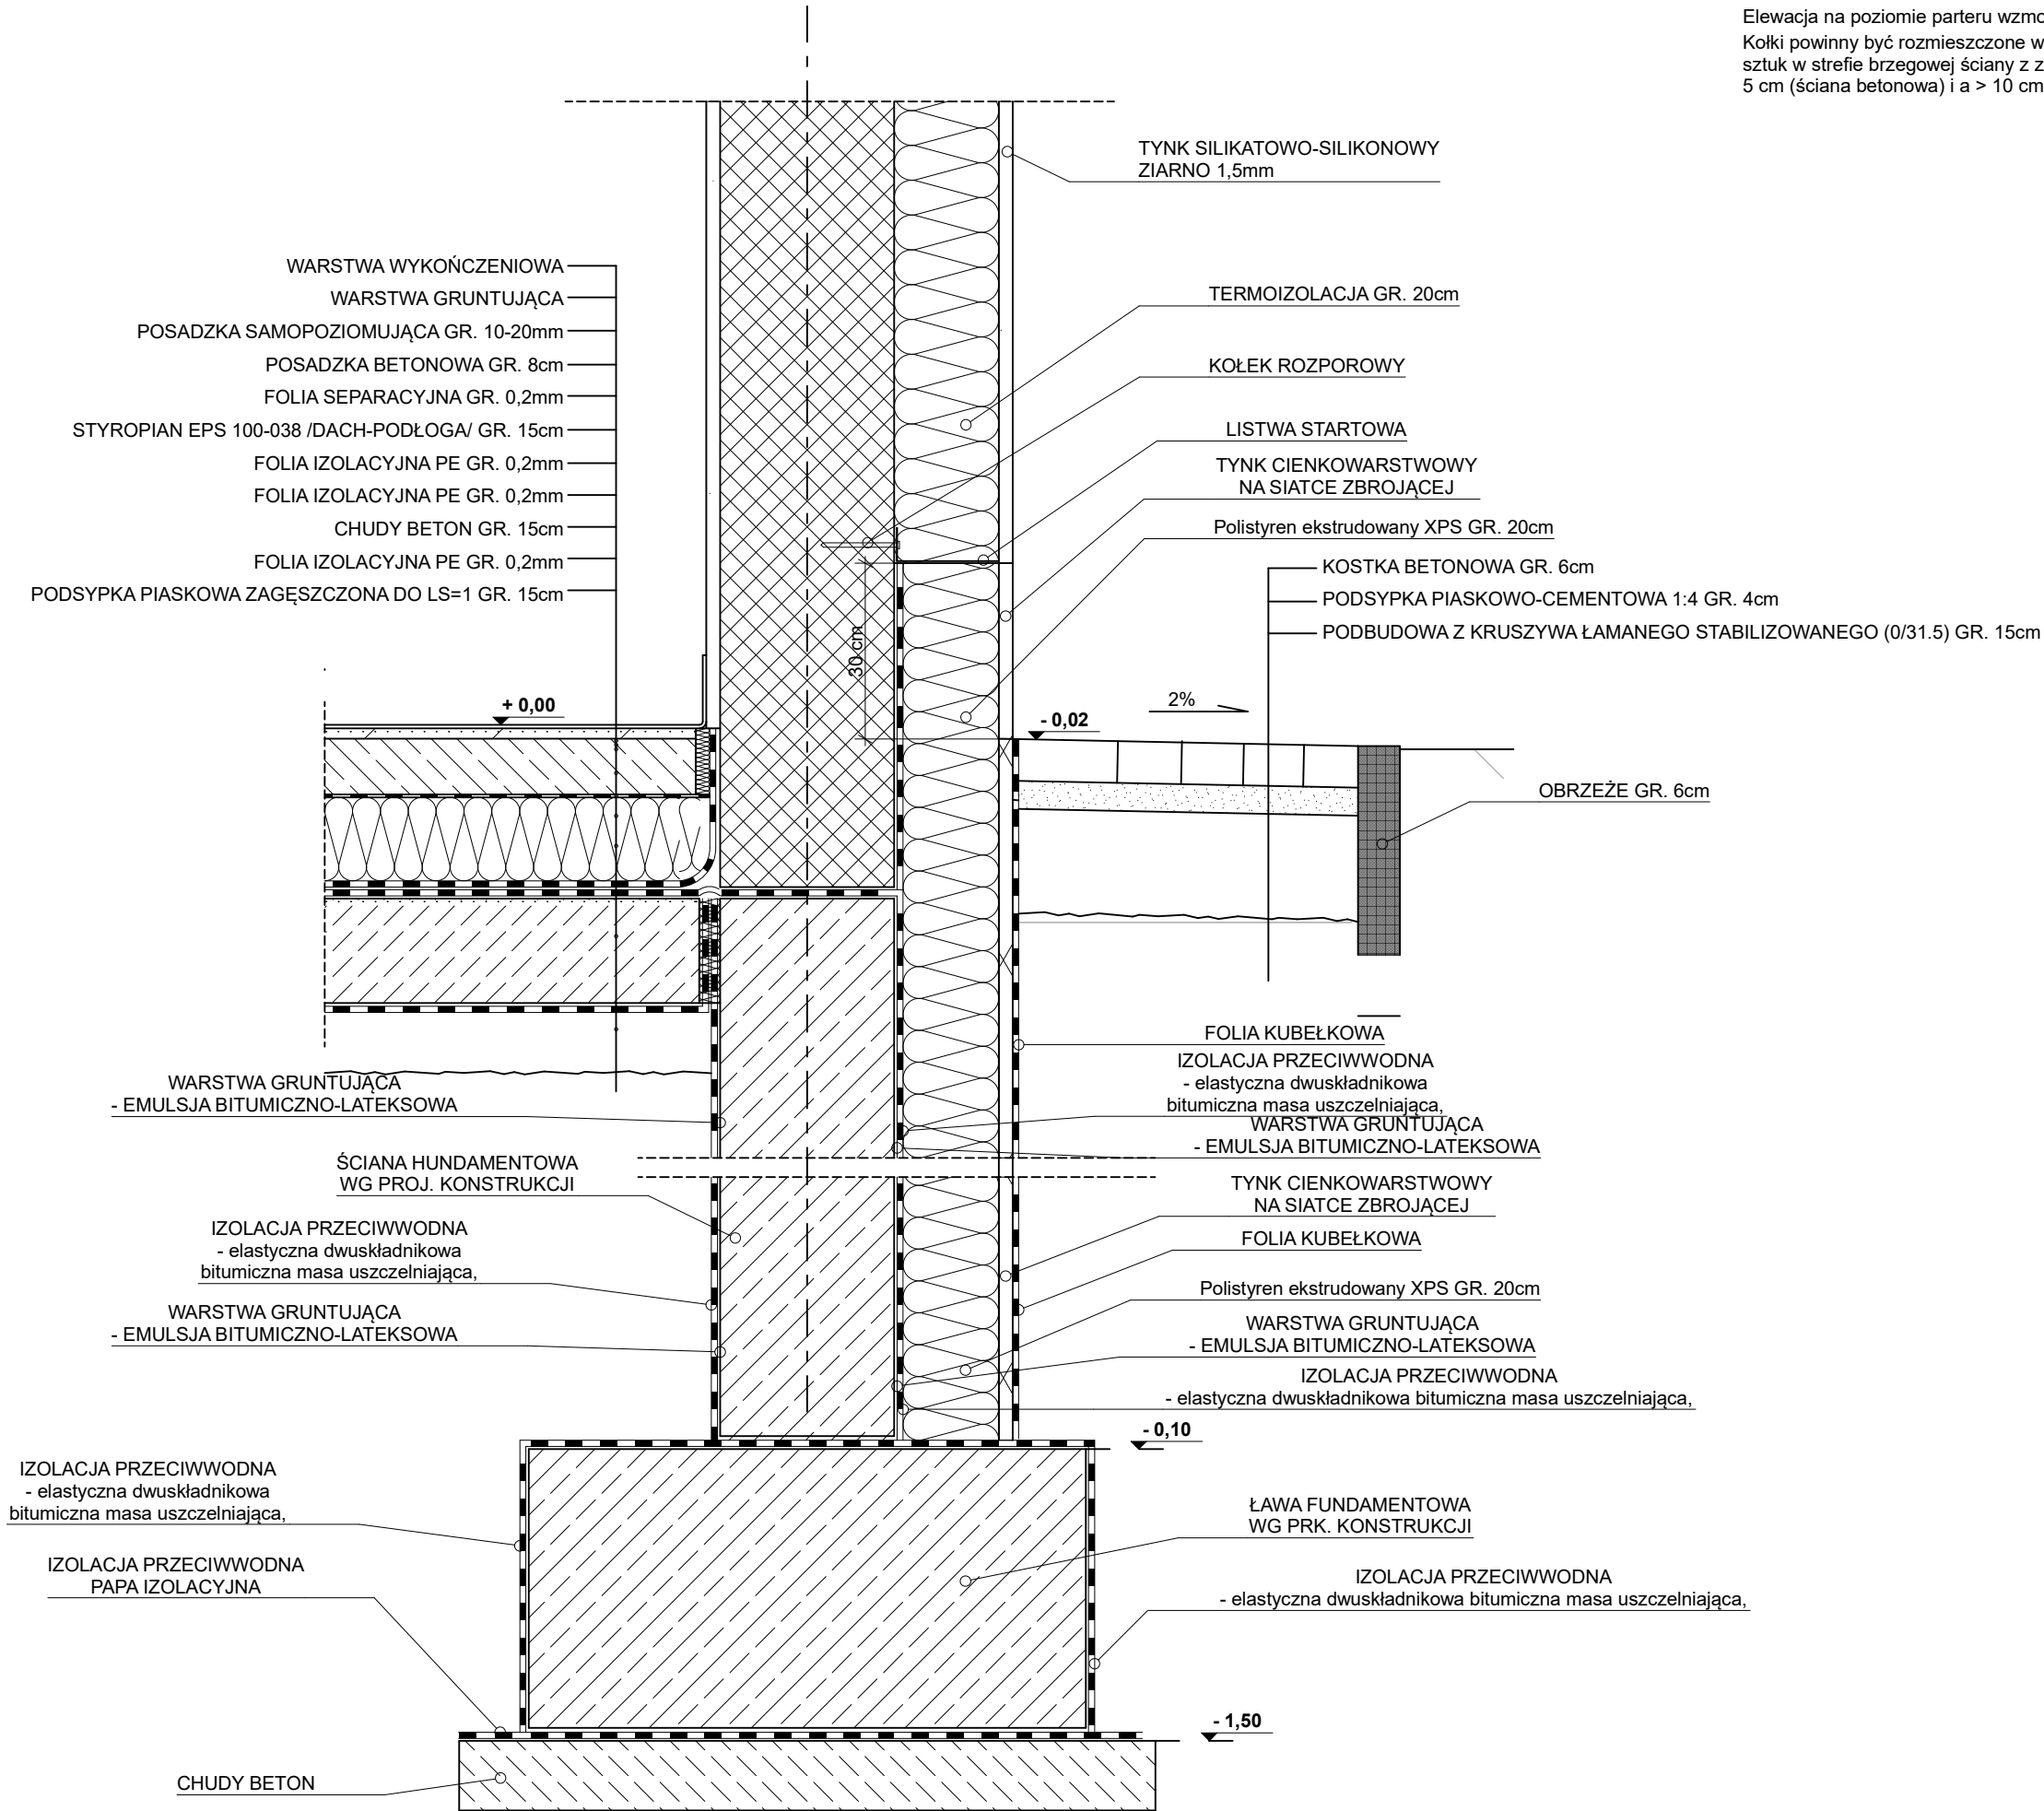 Elewacja na poziomie parteru
Kołki powinny być rozmieszczone w
sztuk w strefie brzegowej ściany z
5 cm (ściana betonowa) i a > 10 cm
TYNK SILIKATOWO-SILIKONOWY
ZIARNO 1,5mm
WARSTWA WYKOŃCZENIOWA
WARSTWA GRUNTUJĄCA
POSADZKA SAMOPOZIOMUJĄCA GR. 10-20mm
POSADZKA BETONOWA GR. 8cm
FOLIA SEPARACYJNA GR. 0,2mm
STYROPIAN EPS 100-038 /DACH-PODŁOGA/ GR. 15cm
FOLIA IZOLACYJNA PE GR. 0,2mm
FOLIA IZOLACYJNA PE GR. 0,2mm
CHUDY BETON GR. 15cm
FOLIA IZOLACYJNA PE GR. 0,2mm
PODSYPKA PIASKOWA ZAGĘSZCZONA DO LS=1 GR. 15cm
TERMOIZOLACJA GR. 20cm
KOŁEK ROZPOROWY
LISTWA STARTOWA
TYNK CIENKOWARSTWOWY
NA SIATCE ZBROJĄCEJ
Polistyren ekstrudowany XPS GR. 20cm
KOSTKA BETONOWA GR. 6cm
PODSYPKA PIASKOWO-CEMENTOWA 1:4 GR. 4cm
PODBUDOWA Z KRUSZYWA ŁAMANEGO STABILIZOWANEGO (0/31.5) GR. 15cm
30 cm
+ 0,00
- 0,02
2%
OBRZEŻE GR. 6cm
FOLIA KUBEŁKOWA
IZOLACJA PRZECIWWODNA
- elastyczna dwuskładnikowa
bitumiczna masa uszczelniająca,
WARSTWA GRUNTUJĄCA
- EMULSJA BITUMICZNO-LATEKSOWA
WARSTWA GRUNTUJĄCA
- EMULSJA BITUMICZNO-LATEKSOWA
ŚCIANA HUNDAMENTOWA
WG PROJ. KONSTRUKCJI
IZOLACJA PRZECIWWODNA
- elastyczna dwuskładnikowa
bitumiczna masa uszczelniająca,
WARSTWA GRUNTUJĄCA
- EMULSJA BITUMICZNO-LATEKSOWA
TYNK CIENKOWARSTWOWY
NA SIATCE ZBROJĄCEJ
FOLIA KUBEŁKOWA
Polistyren ekstrudowany XPS GR. 20cm
WARSTWA GRUNTUJĄCA
- EMULSJA BITUMICZNO-LATEKSOWA
IZOLACJA PRZECIWWODNA
- elastyczna dwuskładnikowa bitumiczna masa uszczelniająca,
- 0,10
IZOLACJA PRZECIWWODNA
- elastyczna dwuskładnikowa
bitumiczna masa uszczelniająca,
IZOLACJA PRZECIWWODNA
PAPA IZOLACYJNA
ŁAWA FUNDAMENTOWA
WG PRK. KONSTRUKCJI
IZOLACJA PRZECIWWODNA
- elastyczna dwuskładnikowa bitumiczna masa uszczelniająca,
- 1,50
CHUDY BETON